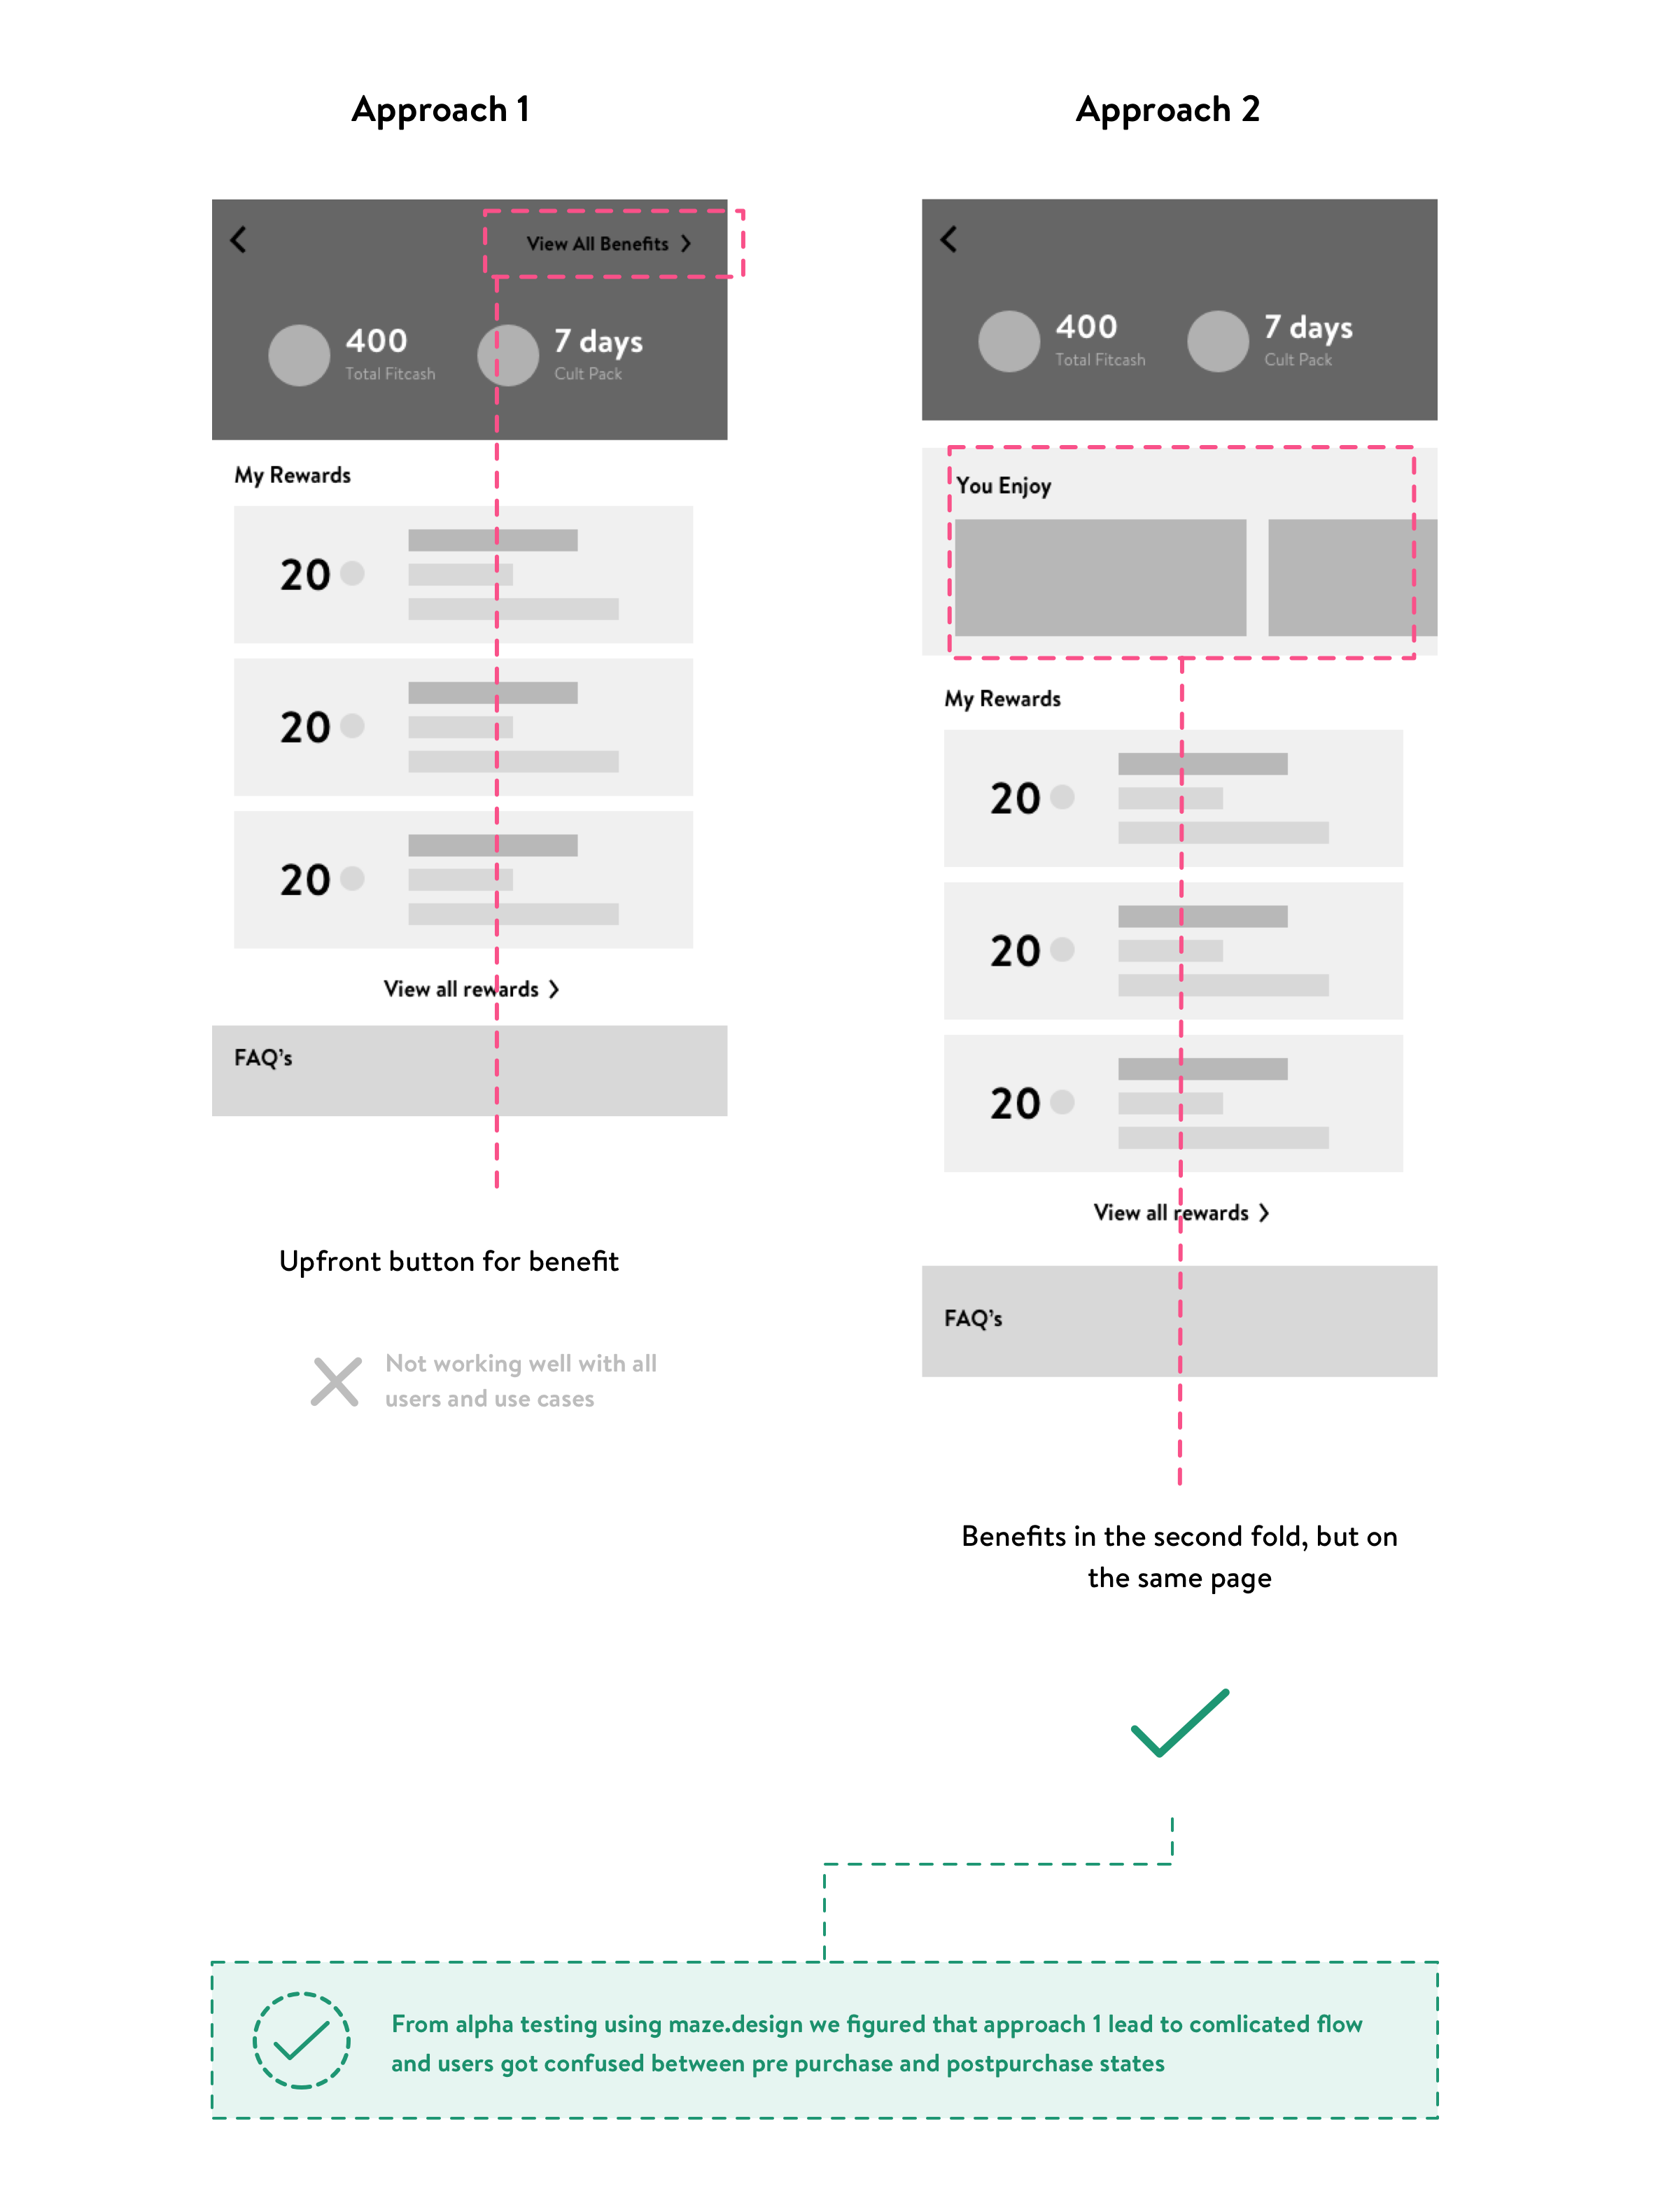 Approach 1
View All Benefits
400
Total Fitcash
7 days
Cult Pack
My Rewards
20
20
20
View all rewards
FAQ's
Upfront button for benefit
Not working well with all
users and use cases
Approach 2
400
Total Fitcash
7 days
Cult Pack
You Enjoy
My Rewards
20
20
20
View all rewards
FAQ's
Benefits in the second fold, but on
the same page
From alpha testing using maze.design we figured that approach 1 lead to comlicated flow
and users got confused between pre purchase and postpurchase states